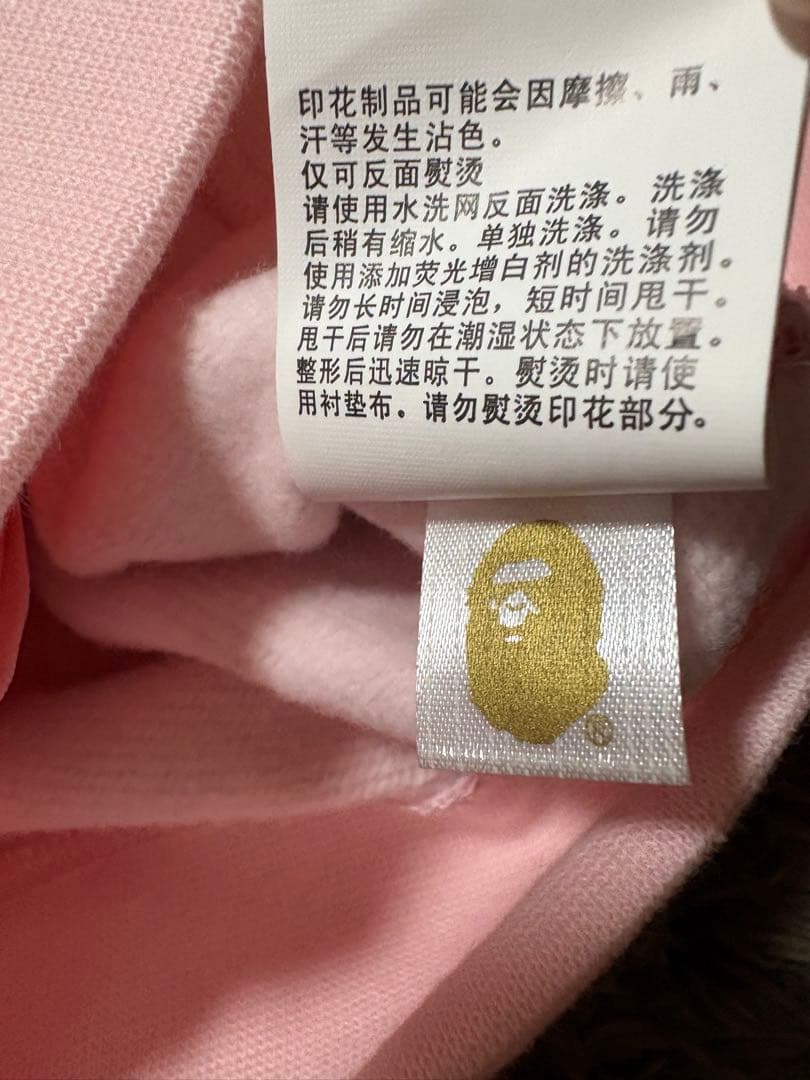 印花制品可能会因摩擦、雨、
汗等发生沾色。
仅可反面熨烫
请使用水洗网反面洗涤。洗涤
后稍有缩水。单独洗涤。请勿
使用添加荧光增白剂的洗涤剂。
请勿长时间浸泡，短时间甩干。
甩干后请勿在潮湿状态下放置。
整形后迅速晾干。熨烫时请使
用衬垫布。请勿熨烫印花部分。
®